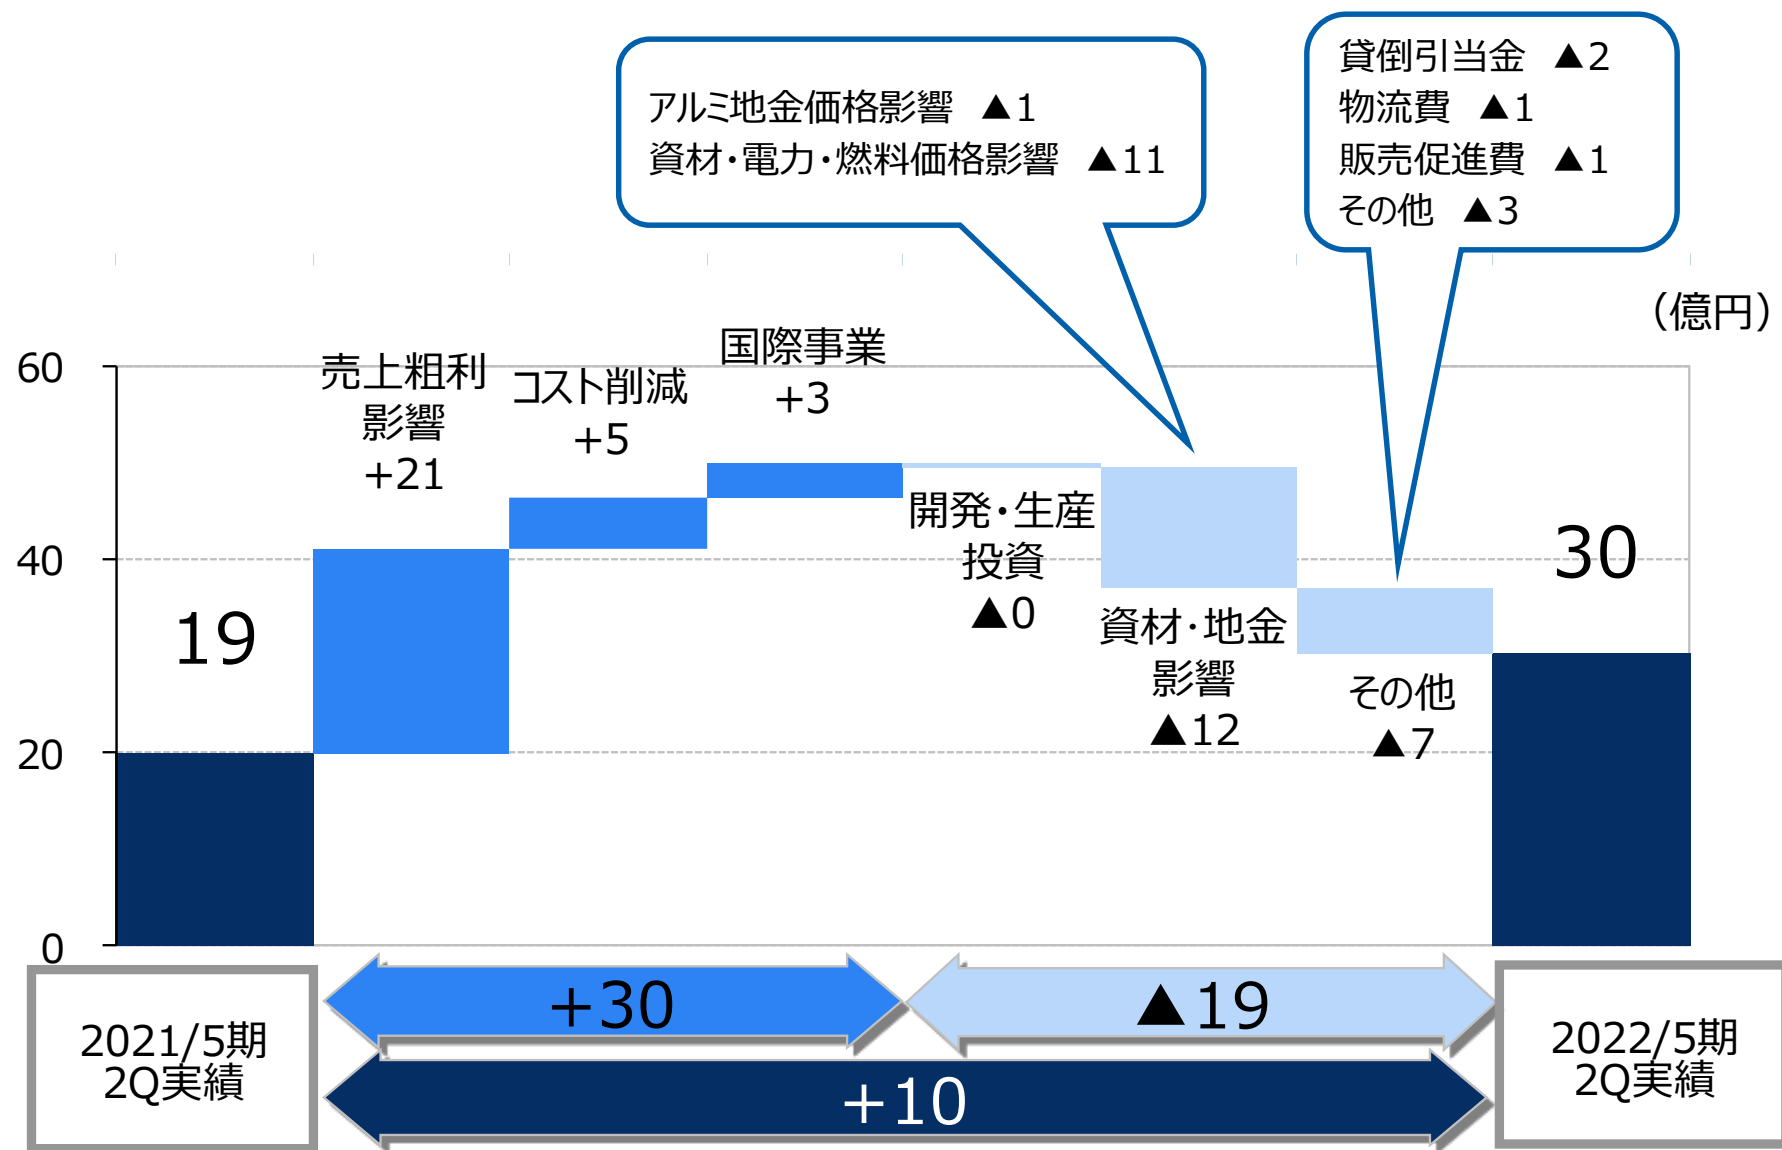 アルミ地金価格影響 ▲1
資材・電力・燃料価格影響 ▲11
貸倒引当金 ▲2
物流費 ▲1
販売促進費 ▲1
その他 ▲3
（億円）
60
40
20
0
19
売上粗利
影響
+21
コスト削減
+5
国際事業
+3
開発・生産
投資
▲0
資材・地金
影響
▲12
その他
▲7
30
+30
▲19
+10
2021/5期
2Q実績
2022/5期
2Q実績